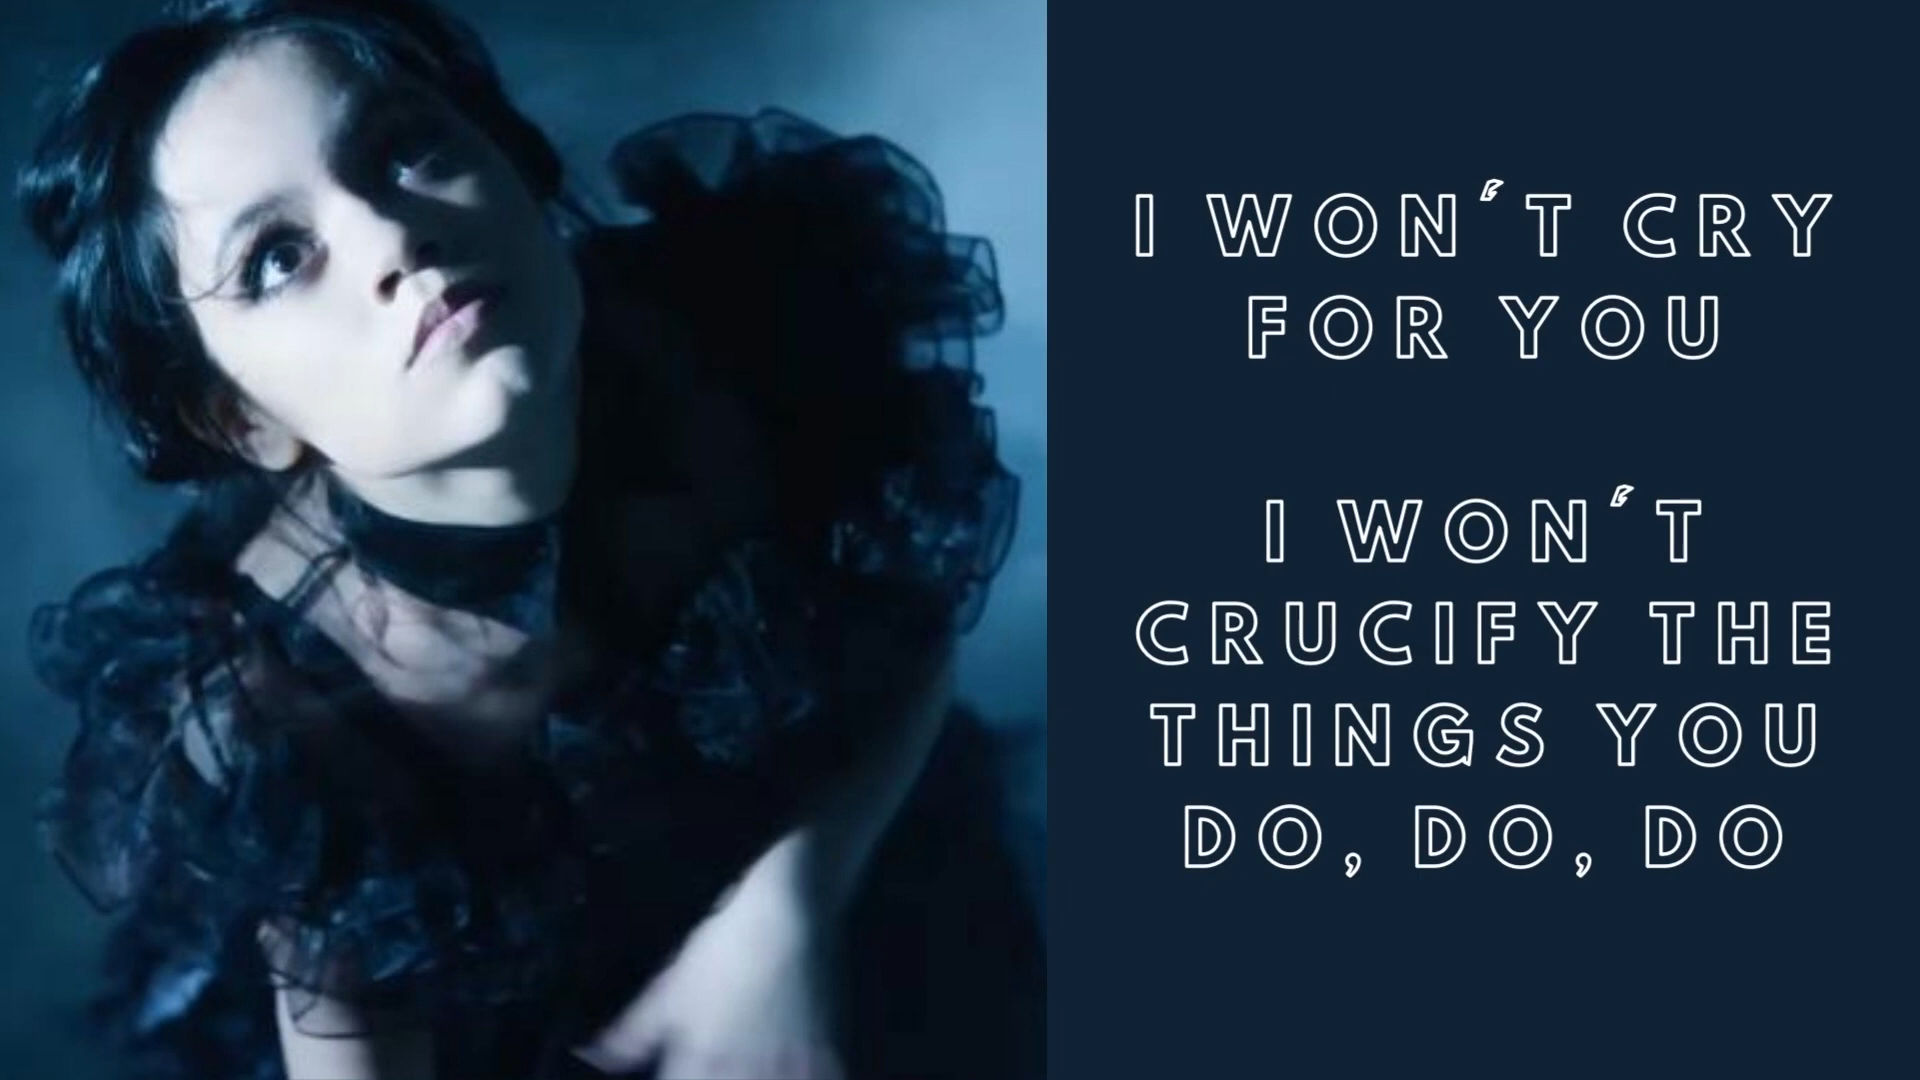 I WON'T CRY
FOR YOU
I WON'T
CRUCIFY THE
THINGS YOU
DO, DO, DO